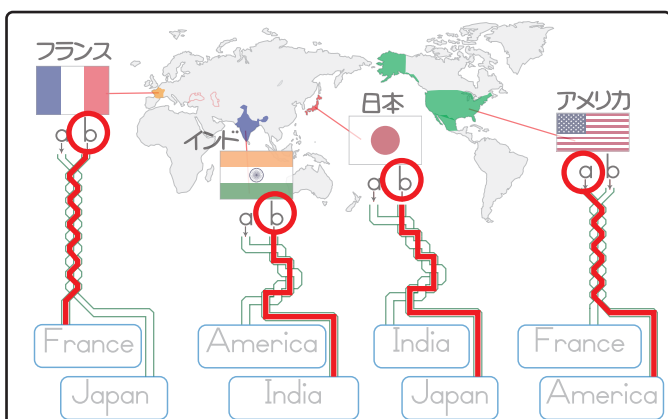 フランス
日本
アメリカ
インド
a b
a b
a b
a b
France
America
India
France
Japan
India
Japan
America